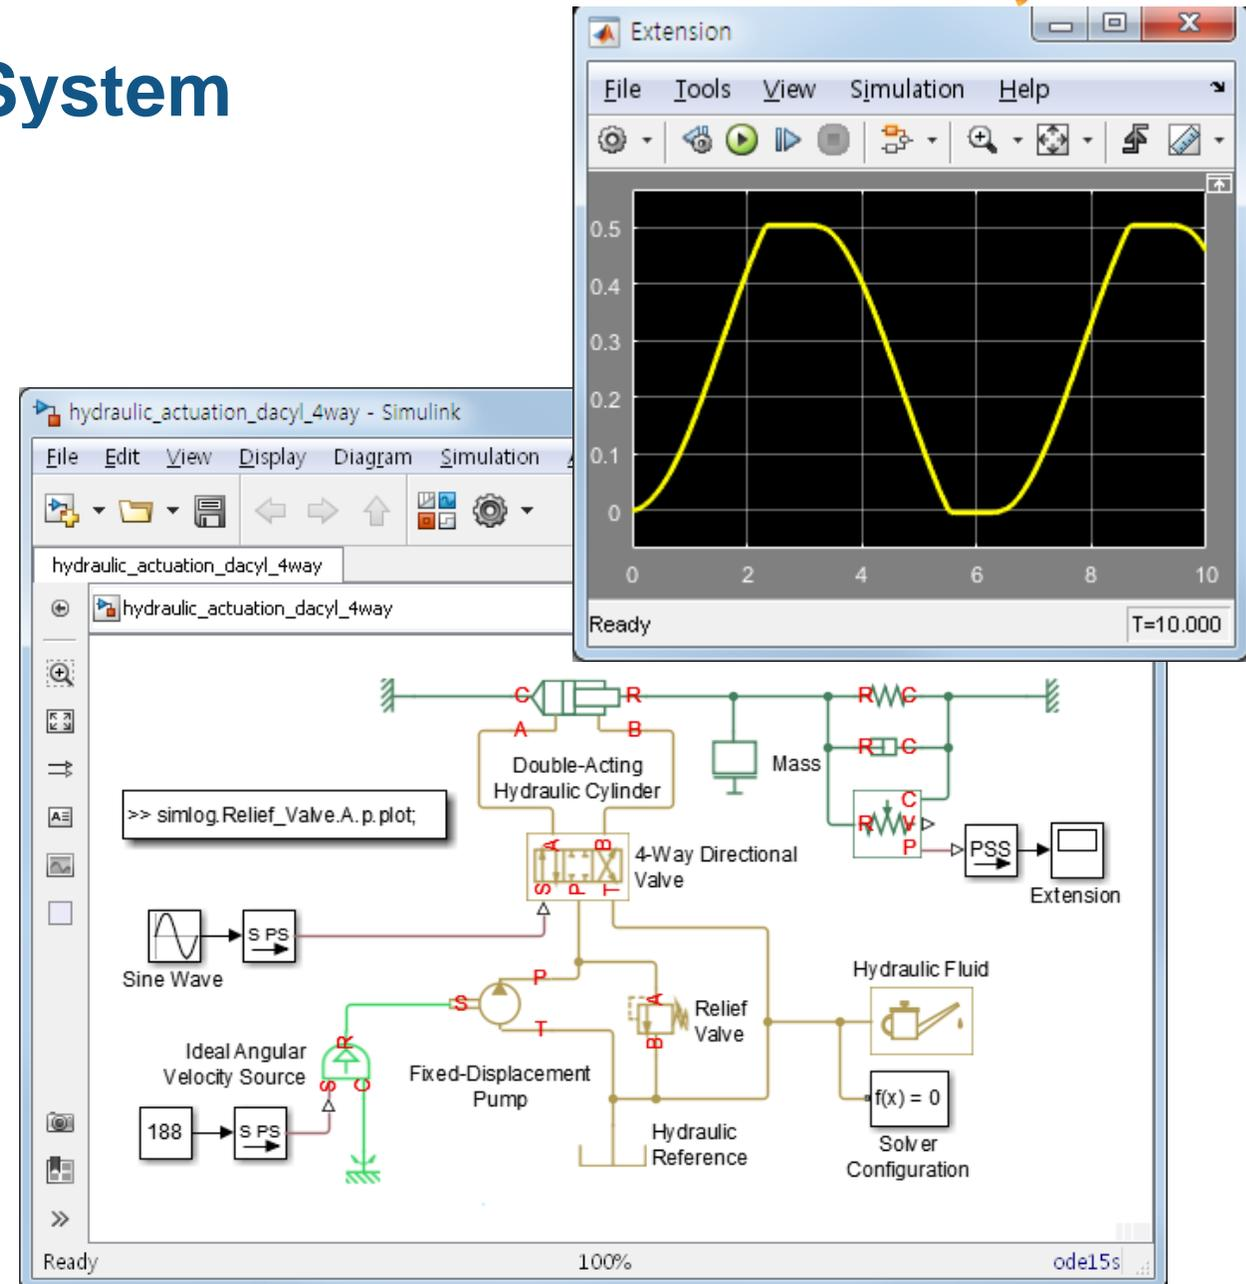 System
Extension
File Tools View Simulation Help
0.5
0.4
0.3
0.2
0.1
0
0 2 4 6 8 10
Ready T=10.000
hydraulic_actuation_dacyl_4way - Simulink
File Edit View Display Diagram Simulation
hydraulic_actuation_dacyl_4way
hydraulic_actuation_dacyl_4way
C R R C
A B R C
Double-Acting
Hydraulic Cylinder
Mass
C
R V
P
>> simlog.Relief_Valve.A.p.plot;
A B
S P T
4-Way Directional
Valve
PSS
Extension
S PS
Sine Wave
P
S
T
A
B
Relief
Valve
Hydraulic Fluid
Ideal Angular
Velocity Source
R
S C
Fixed-Displacement
Pump
188
S PS
f(x) = 0
Solver
Configuration
Hydraulic
Reference
Ready 100% ode15s